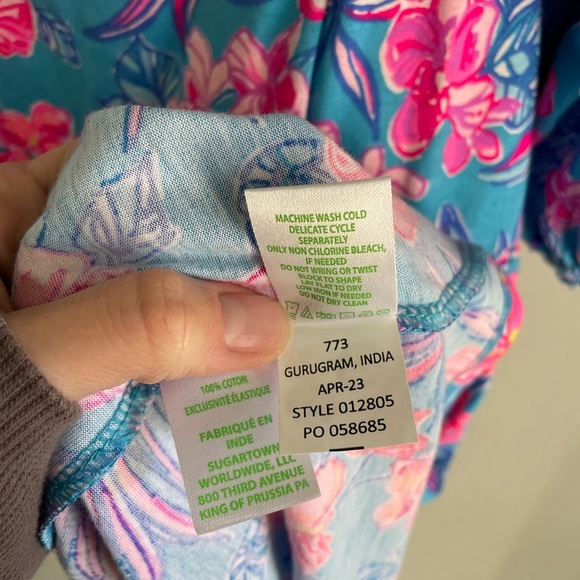 MACHINE WASH COLD
DELICATE CYCLE
SEPARATELY
ONLY NON CHLORINE BLEACH,
IF NEEDED
DO NOT WRING OR TWIST
BLOCK TO SHAPE
LAY FLAT TO DRY
LOW IRON IF NEEDED
DO NOT DRY CLEAN
773
GURUGRAM, INDIA
APR-23
STYLE 012805
PO 058685
100% COTON
EXCLUSIVITÉ ÉLASTIQUE
FABRIQUÉ EN
INDE
SUGARTOWN
WORLDWIDE, LLC
800 THIRD AVENUE
KING OF PRUSSIA PA